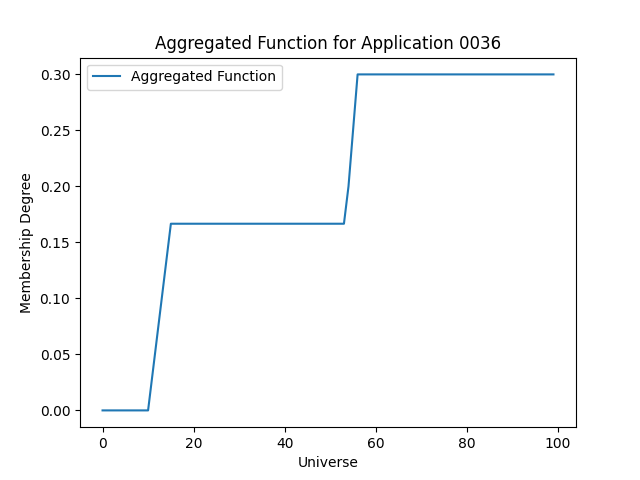 Aggregated Function for Application 0036
Aggregated Function
Membership Degree
0.30
0.25
0.20
0.15
0.10
0.05
0.00
0 20 40 60 80 100
Universe